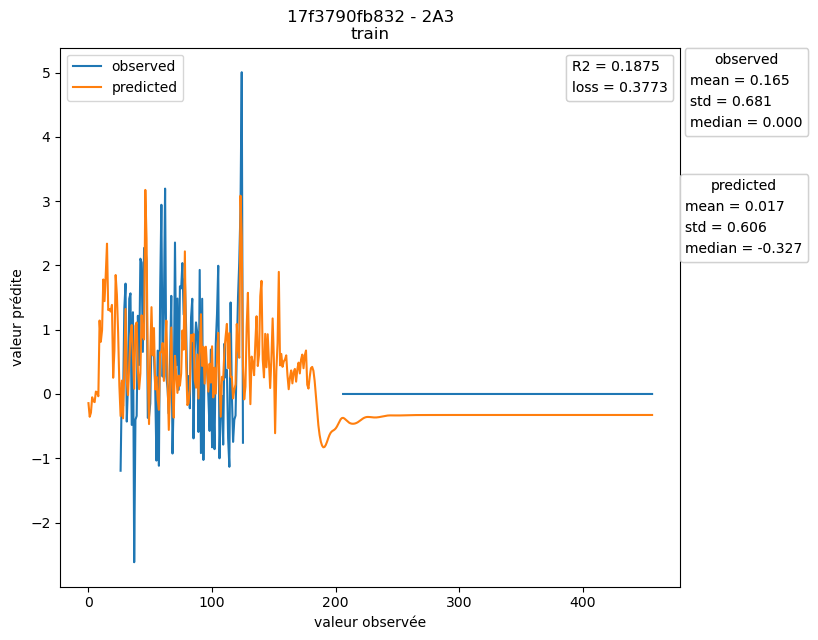 17f3790fb832 - 2A3
train
observed
predicted
R2 = 0.1875
loss = 0.3773
observed
mean = 0.165
std = 0.681
median = 0.000
predicted
mean = 0.017
std = 0.606
median = -0.327
valeur prédite
5
4
3
2
1
0
−1
−2
0
100
200
300
400
valeur observée